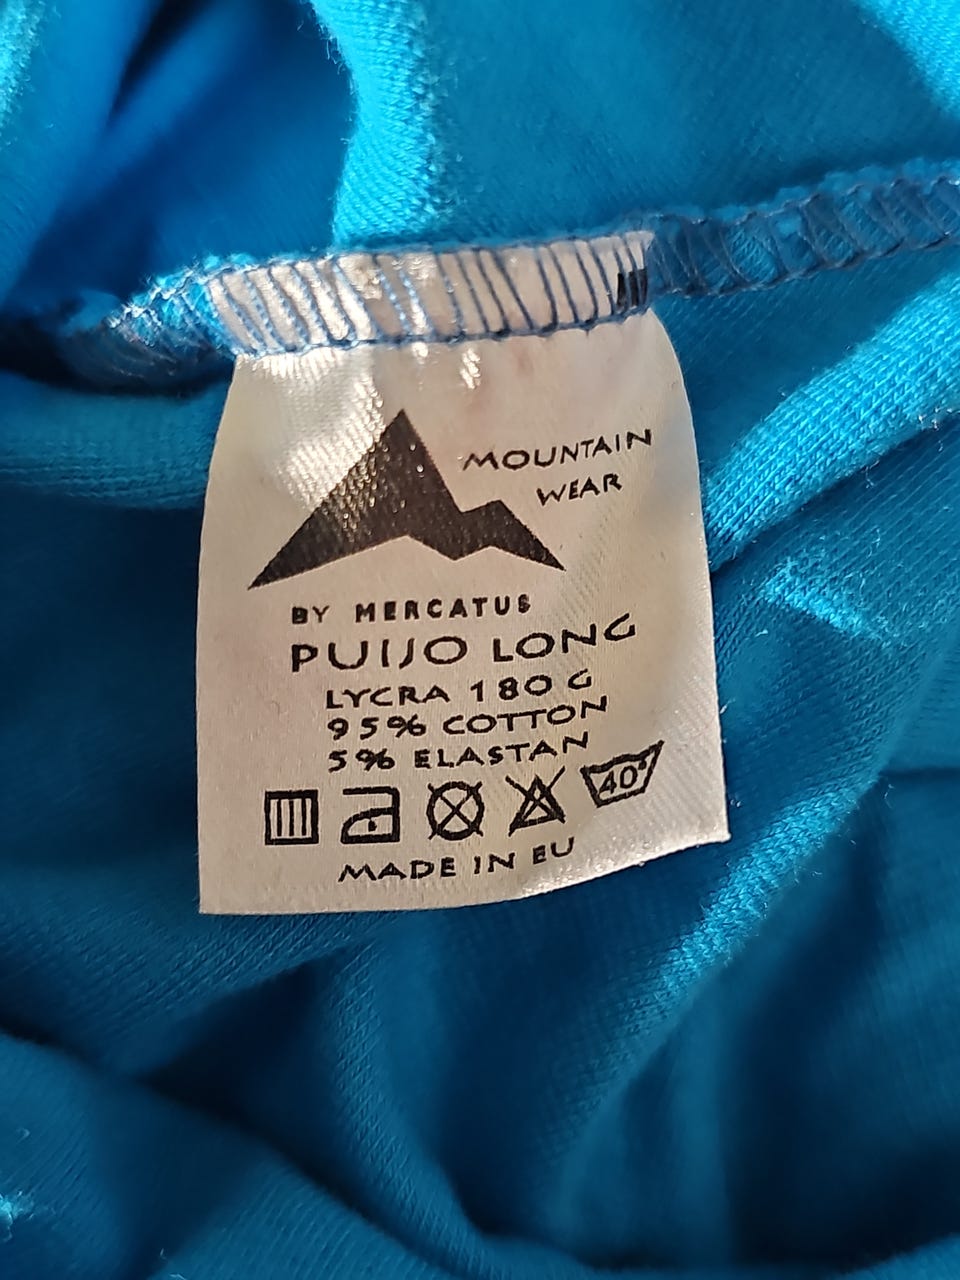 MOUNTAIN
WEAR
BY MERCATUS
PUIJO LONG
LYCRA 180 G
95% COTTON
5% ELASTAN
40°
MADE IN EU